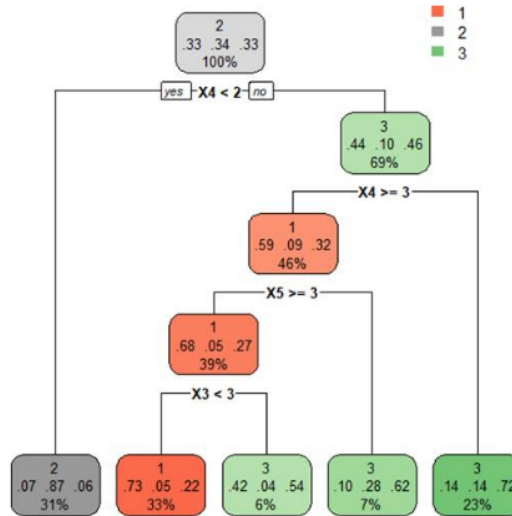 1
2
3
2
.33 .34 .33
100%
yes X4 < 2 no
3
.44 .10 .46
69%
X4 >= 3
1
.59 .09 .32
46%
X5 >= 3
1
.68 .05 .27
39%
X3 < 3
2
.07 .87 .06
31%
1
.73 .05 .22
33%
3
.42 .04 .54
6%
3
.10 .28 .62
7%
3
.14 .14 .72
23%